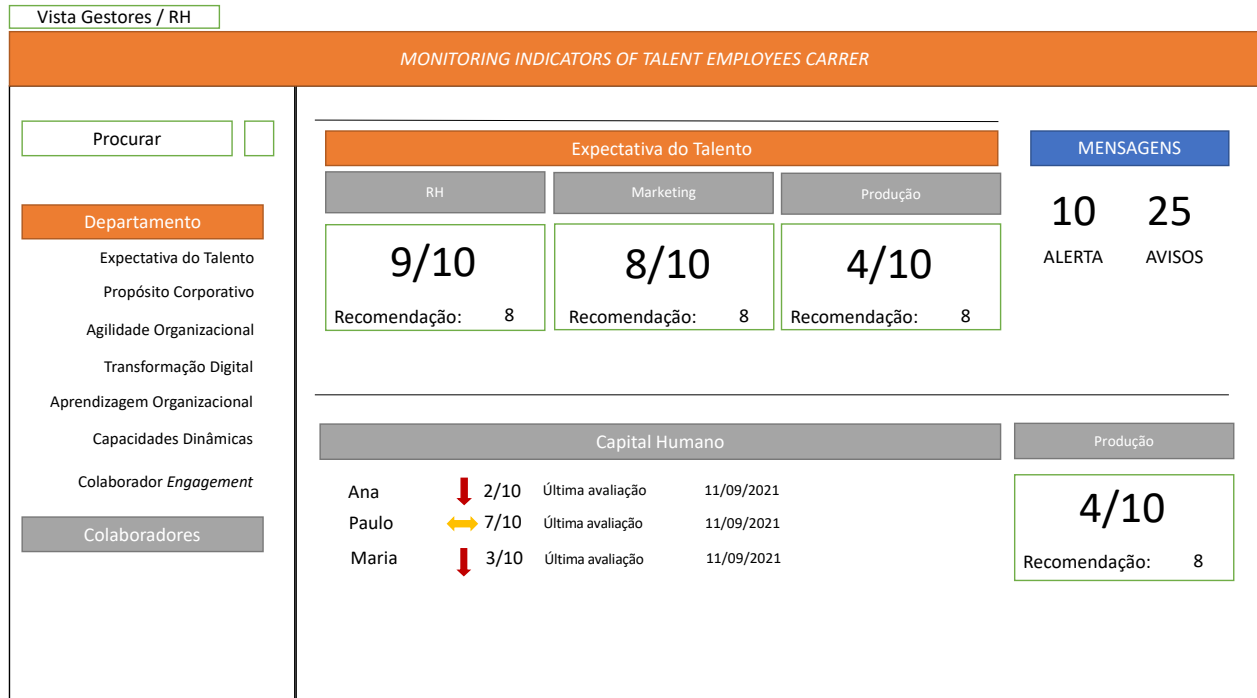 Vista Gestores / RH
MONITORING INDICATORS OF TALENT EMPLOYEES CARRER
Procurar
Departamento
Expectativa do Talento
Propósito Corporativo
Agilidade Organizacional
Transformação Digital
Aprendizagem Organizacional
Capacidades Dinâmicas
Colaborador Engagement
Colaboradores
Expectativa do Talento
RH Marketing Produção
9/10 8/10 4/10
Recomendação: 8 Recomendação: 8 Recomendação: 8
MENSAGENS
10 25
ALERTA AVISOS
Capital Humano
Ana 2/10 Última avaliação 11/09/2021
Paulo 7/10 Última avaliação 11/09/2021
Maria 3/10 Última avaliação 11/09/2021
Produção
4/10
Recomendação: 8